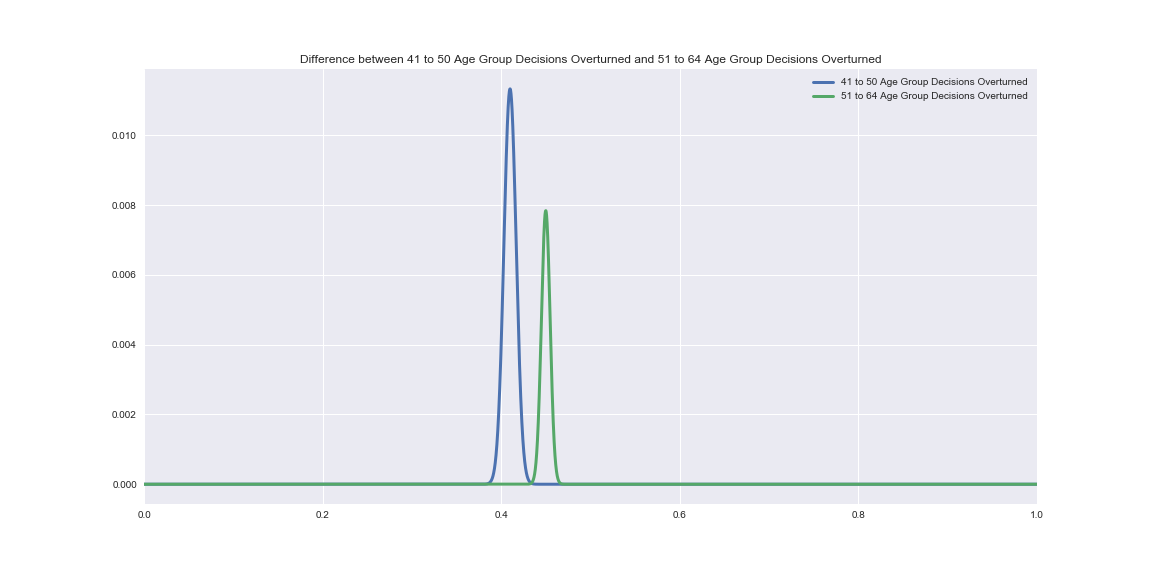 Difference between 41 to 50 Age Group Decisions Overturned and 51 to 64 Age Group Decisions Overturned
41 to 50 Age Group Decisions Overturned
51 to 64 Age Group Decisions Overturned
0.010
0.008
0.006
0.004
0.002
0.000
0.0 0.2 0.4 0.6 0.8 1.0